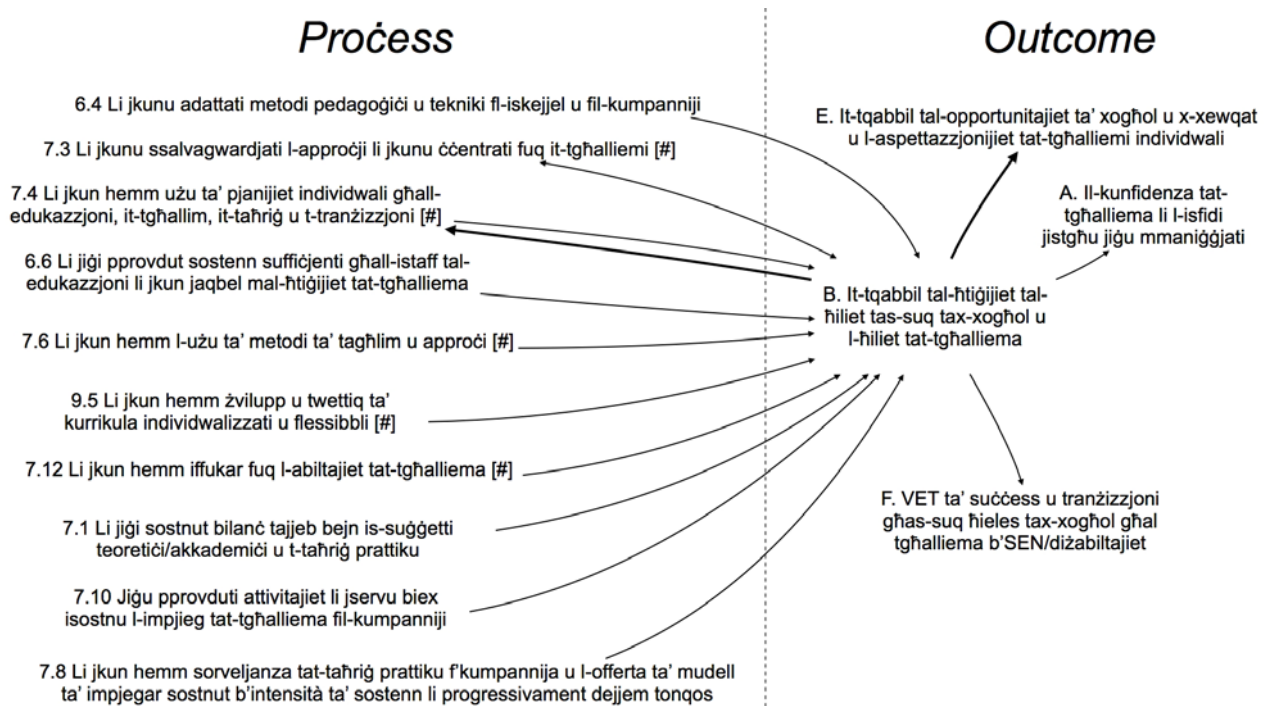 Proċess
Outcome
6.4 Li jkunu adattati metodi pedagoġiċi u tekniki fl-iskejjel u fil-kumpanniji
7.3 Li jkunu ssalvagwardjati l-approċji li jkunu ċċentrati fuq it-tgħalliemi [#]
7.4 Li jkun hemm użu ta’ pjanijiet individwali għall-
edukazzjoni, it-tgħallim, it-taħriġ u t-tranżizzjoni [#]
6.6 Li jiġi pprovdut sostenn suffiċjenti għall-istaff tal-
edukazzjoni li jkun jaqbel mal-ħtiġijiet tat-tgħalliema
7.6 Li jkun hemm l-użu ta’ metodi ta’ tagħlim u approċi [#]
9.5 Li jkun hemm żvilupp u twettiq ta’
kurrikula individwalizzati u flessibbli [#]
7.12 Li jkun hemm iffukar fuq l-abiltajiet tat-tgħalliema [#]
7.1 Li jiġi sostnut bilanċ tajjeb bejn is-suġġetti
teoretiċi/akkademiċi u t-taħriġ prattiku
7.10 Jiġu pprovduti attivitajiet li jservu biex
isostnu l-impjieg tat-tgħalliema fil-kumpanniji
7.8 Li jkun hemm sorveljanza tat-taħriġ prattiku f’kumpannija u l-offerta ta’ mudell
ta’ impjegar sostnut b’intensità ta’ sostenn li progressivament dejjem tonqos
E. It-tqabbil tal-opportunitajiet ta’ xogħol u x-xewqat
u l-aspettazzjonijiet tat-tgħalliemi individwali
A. Il-kunfidenza tat-
tgħalliema li l-isfidi
jistgħu jiġu mmaniġġjati
B. It-tqabbil tal-ħtiġijiet tal-
ħiliet tas-suq tax-xogħol u
l-ħiliet tat-tgħalliema
F. VET ta’ suċċess u tranżizzjoni
għas-suq ħieles tax-xogħol għal
tgħalliema b’SEN/diżabiltajiet